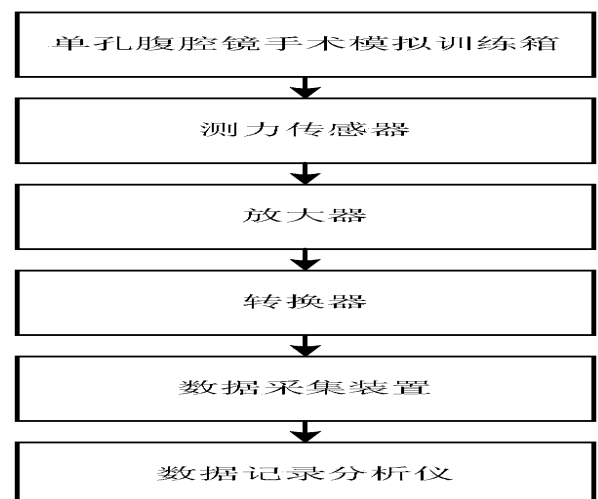 单孔腹腔镜手术模拟训练箱
测力传感器
放大器
转换器
数据采集装置
数据记录分析仪